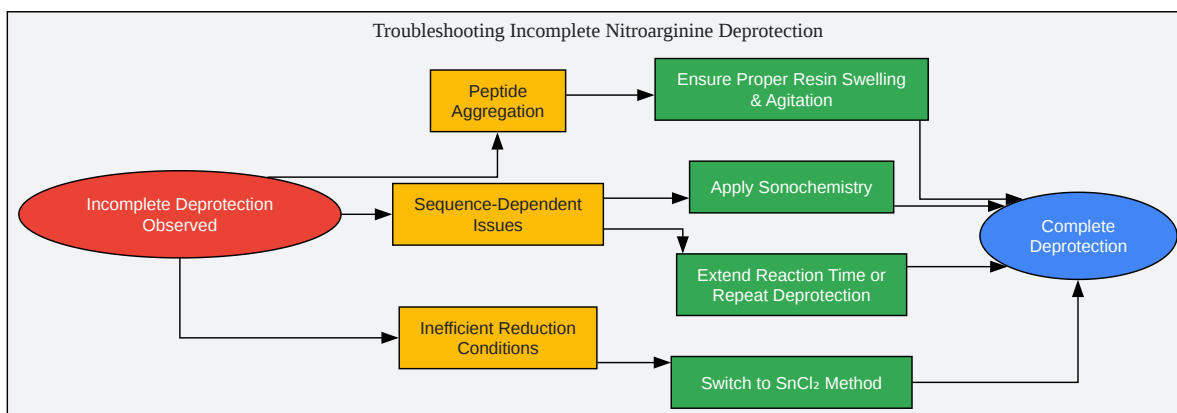 Troubleshooting Incomplete Nitroarginine Deprotection
Peptide
Aggregation
Ensure Proper Resin Swelling
& Agitation
Incomplete Deprotection
Observed
Sequence-Dependent
Issues
Apply Sonochemistry
Complete
Deprotection
Extend Reaction Time or
Repeat Deprotection
Inefficient Reduction
Conditions
Switch to SnCl₂ Method